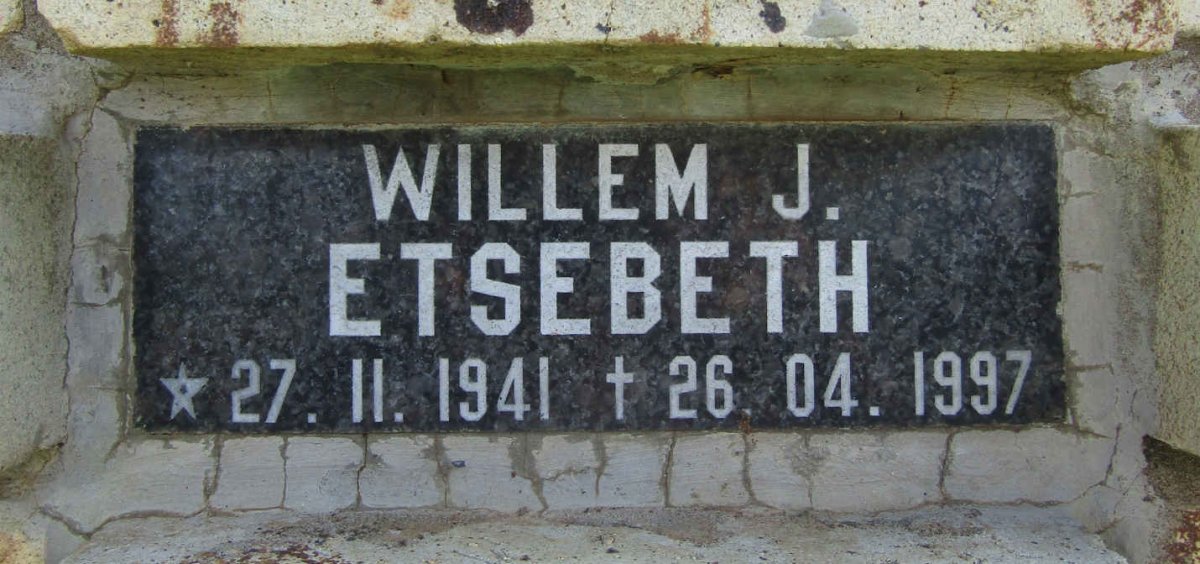 WILLEM J.
ETSEBETH
★ 27. 11. 1941 † 26. 04. 1997